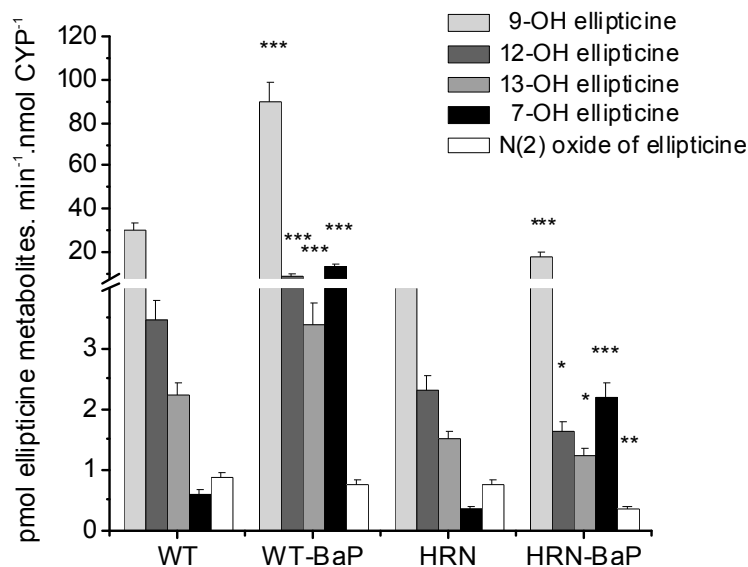 9-OH ellipticine
12-OH ellipticine
13-OH ellipticine
7-OH ellipticine
N(2) oxide of ellipticine
pmol ellipticine metabolites. min⁻¹.nmol CYP⁻¹
120
100
80
60
40
20
3
2
1
0
***
***
***
***
***
*
*
***
**
WT
WT-BaP
HRN
HRN-BaP